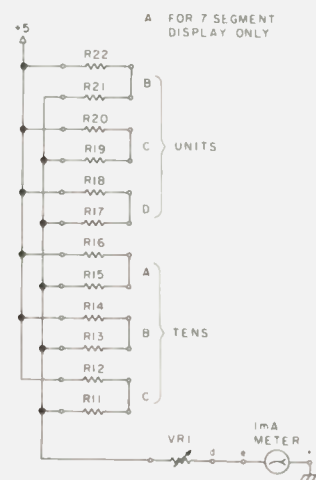 A FOR 7 SEGMENT
DISPLAY ONLY
+5
R22
B
R21
R20
C
UNITS
R19
R18
D
R17
R16
A
R15
R14
B
TENS
R13
R12
C
R11
VR1
d
e
1mA
METER